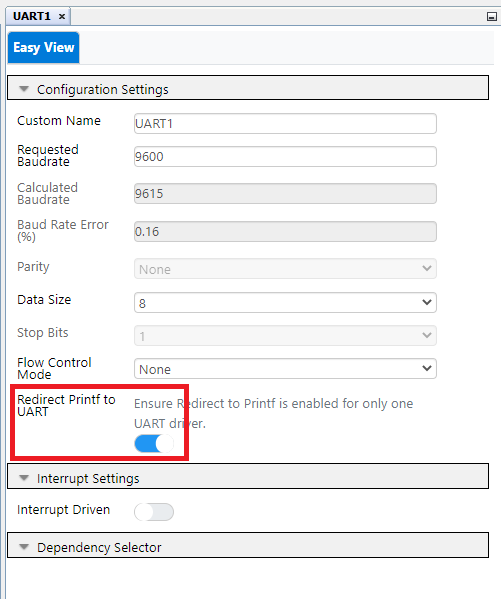 UART1 ×
Easy View
Configuration Settings
Custom Name
UART1
Requested
Baudrate
9600
Calculated
Baudrate
9615
Baud Rate Error
(%)
0.16
Parity
None
Data Size
8
Stop Bits
1
Flow Control
Mode
None
Redirect Printf to
UART
Ensure Redirect to Printf is enabled for only one
UART driver.
Interrupt Settings
Interrupt Driven
Dependency Selector